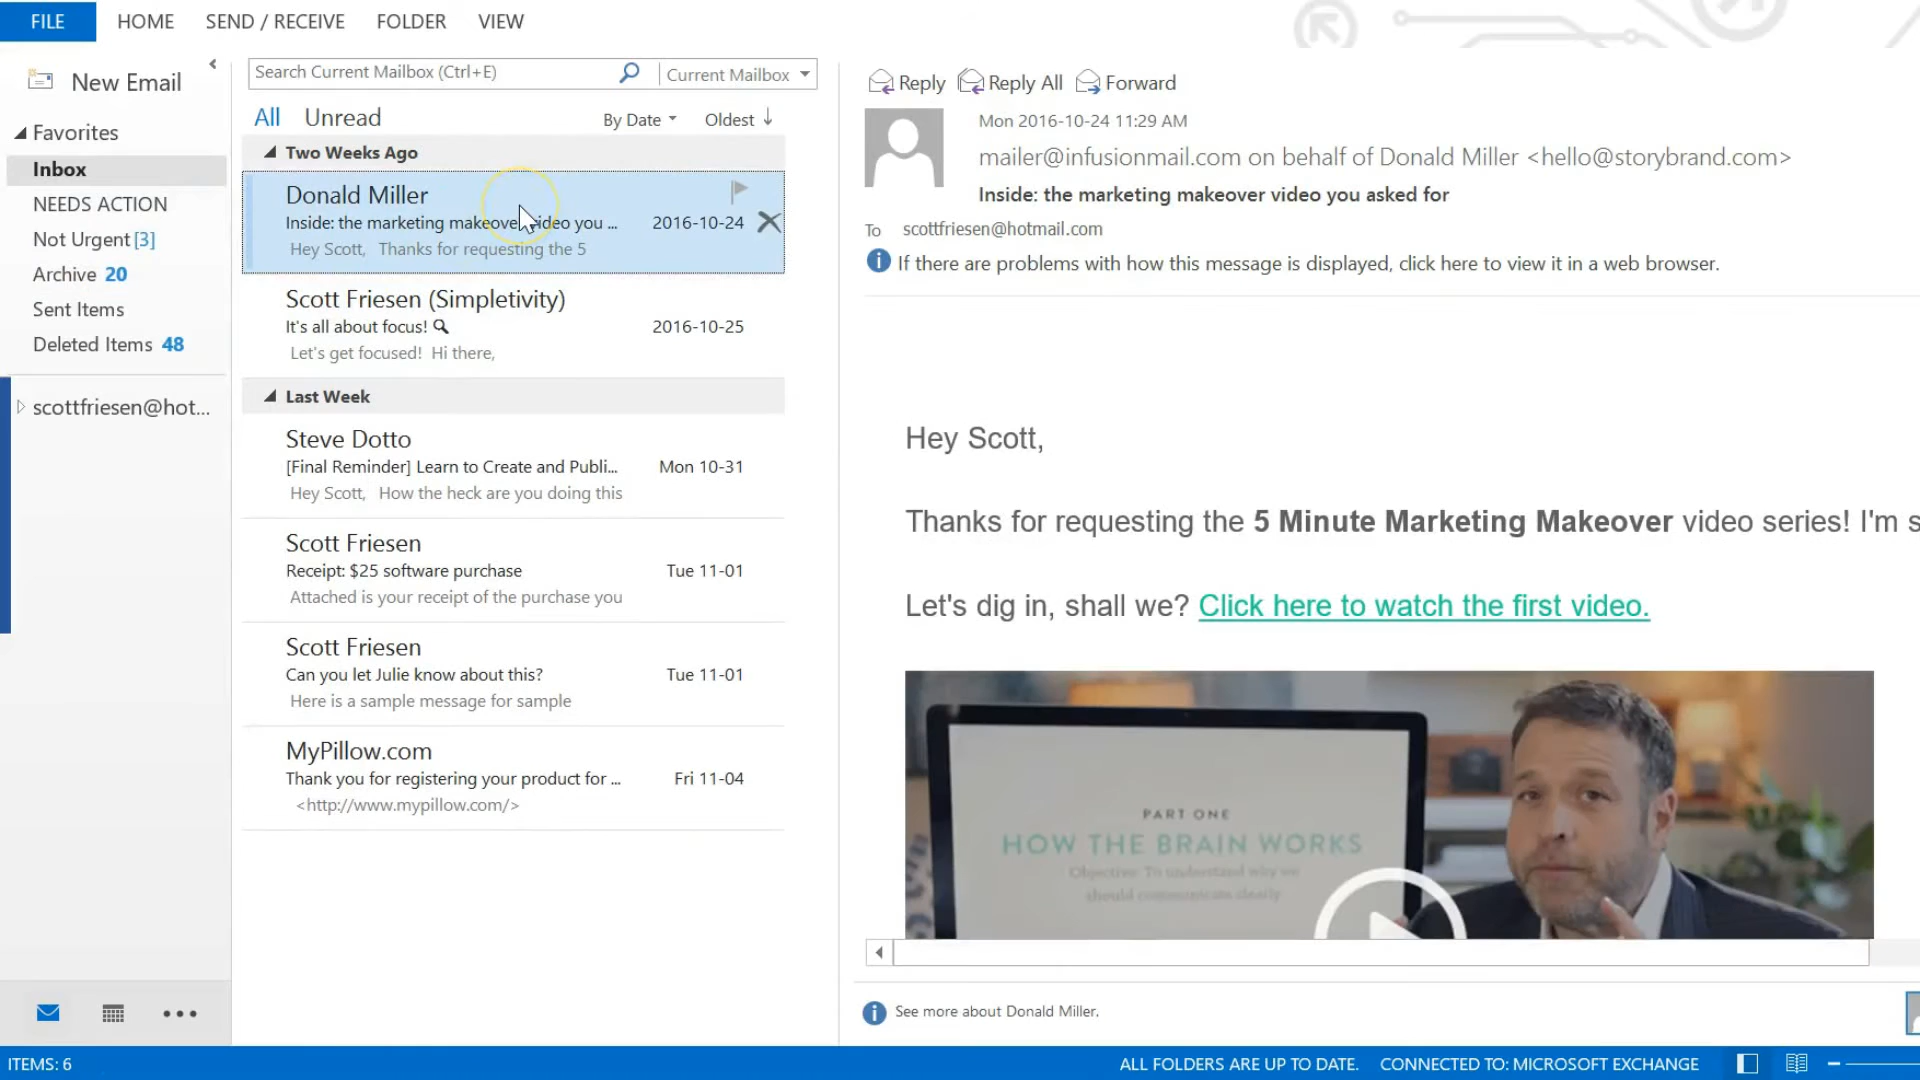 FILE
HOME
SEND / RECEIVE
FOLDER
VIEW
New Email
Favorites
Inbox
NEEDS ACTION
Not Urgent [3]
Archive 20
Sent Items
Deleted Items 48
scottfriesen@hot...
Search Current Mailbox (Ctrl+E)
Current Mailbox
All
Unread
By Date
Oldest
Two Weeks Ago
Donald Miller
Inside: the marketing makeover video you ...
2016-10-24
Hey Scott, Thanks for requesting the 5
Scott Friesen (Simpletivity)
It's all about focus!
2016-10-25
Let's get focused! Hi there,
Last Week
Steve Dotto
[Final Reminder] Learn to Create and Publi...
Mon 10-31
Hey Scott, How the heck are you doing this
Scott Friesen
Receipt: $25 software purchase
Tue 11-01
Attached is your receipt of the purchase you
Scott Friesen
Can you let Julie know about this?
Tue 11-01
Here is a sample message for sample
MyPillow.com
Thank you for registering your product for ...
Fri 11-04
<http://www.mypillow.com/>
Reply
Reply All
Forward
Mon 2016-10-24 11:29 AM
mailer@infusionmail.com on behalf of Donald Miller <hello@storybrand.com>
Inside: the marketing makeover video you asked for
To scottfriesen@hotmail.com
If there are problems with how this message is displayed, click here to view it in a web browser.
Hey Scott,
Thanks for requesting the 5 Minute Marketing Makeover video series! I'm s
Let's dig in, shall we? Click here to watch the first video.
PART ONE
HOW THE BRAIN WORKS
Objective: To understand why we
should communicate clearly
See more about Donald Miller.
ITEMS: 6
ALL FOLDERS ARE UP TO DATE.
CONNECTED TO: MICROSOFT EXCHANGE